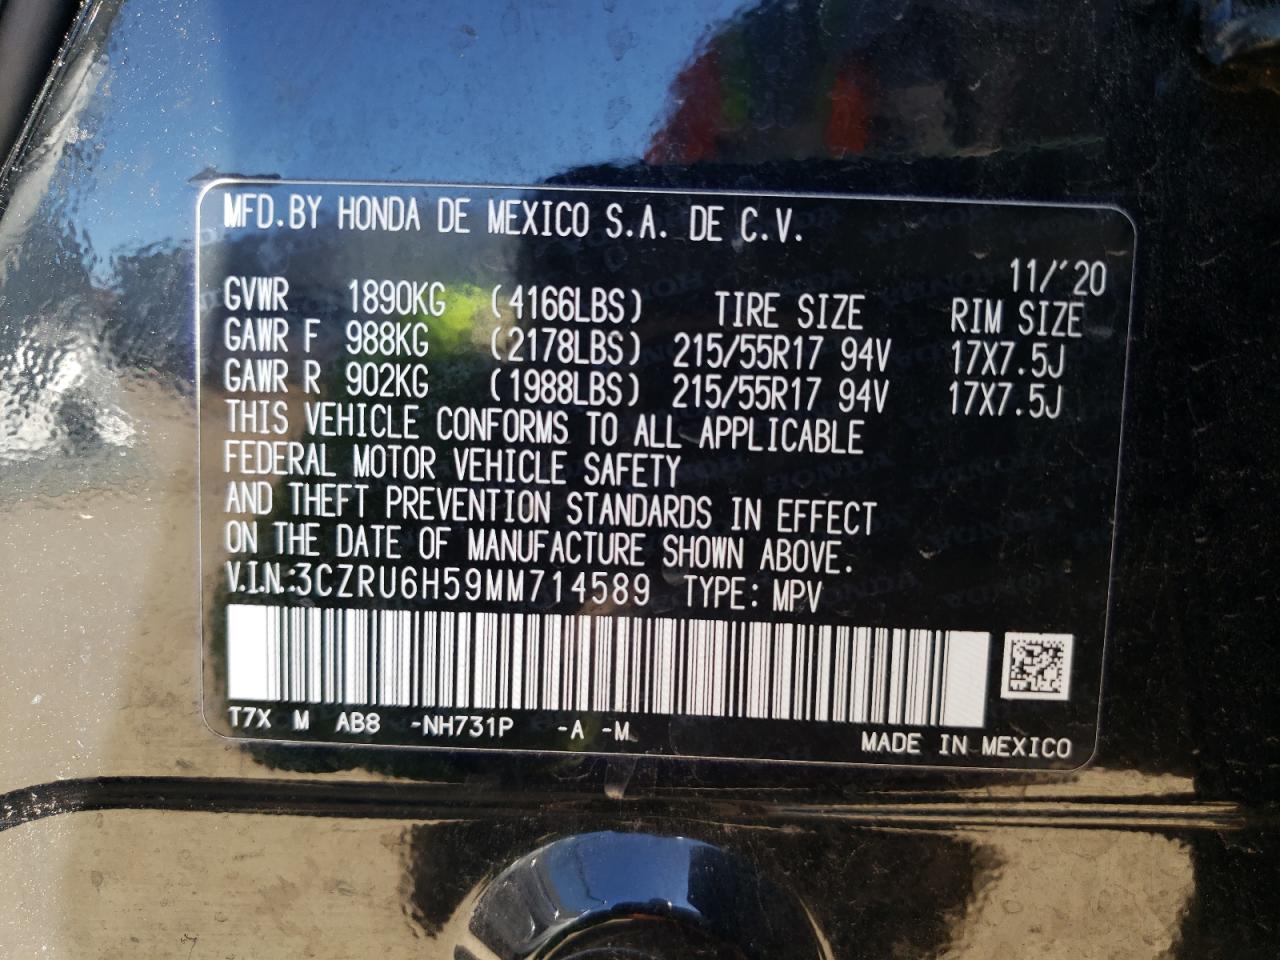 MFD.BY HONDA DE MEXICO S.A. DE C.V.
11/'20
GVWR 1890KG (4166LBS) TIRE SIZE RIM SIZE
GAWR F 988KG (2178LBS) 215/55R17 94V 17X7.5J
GAWR R 902KG (1988LBS) 215/55R17 94V 17X7.5J
THIS VEHICLE CONFORMS TO ALL APPLICABLE
FEDERAL MOTOR VEHICLE SAFETY
AND THEFT PREVENTION STANDARDS IN EFFECT
ON THE DATE OF MANUFACTURE SHOWN ABOVE.
V.I.N.:3CZRU6H59MM714589 TYPE: MPV
T7X M AB8 -NH731P -A -M
MADE IN MEXICO